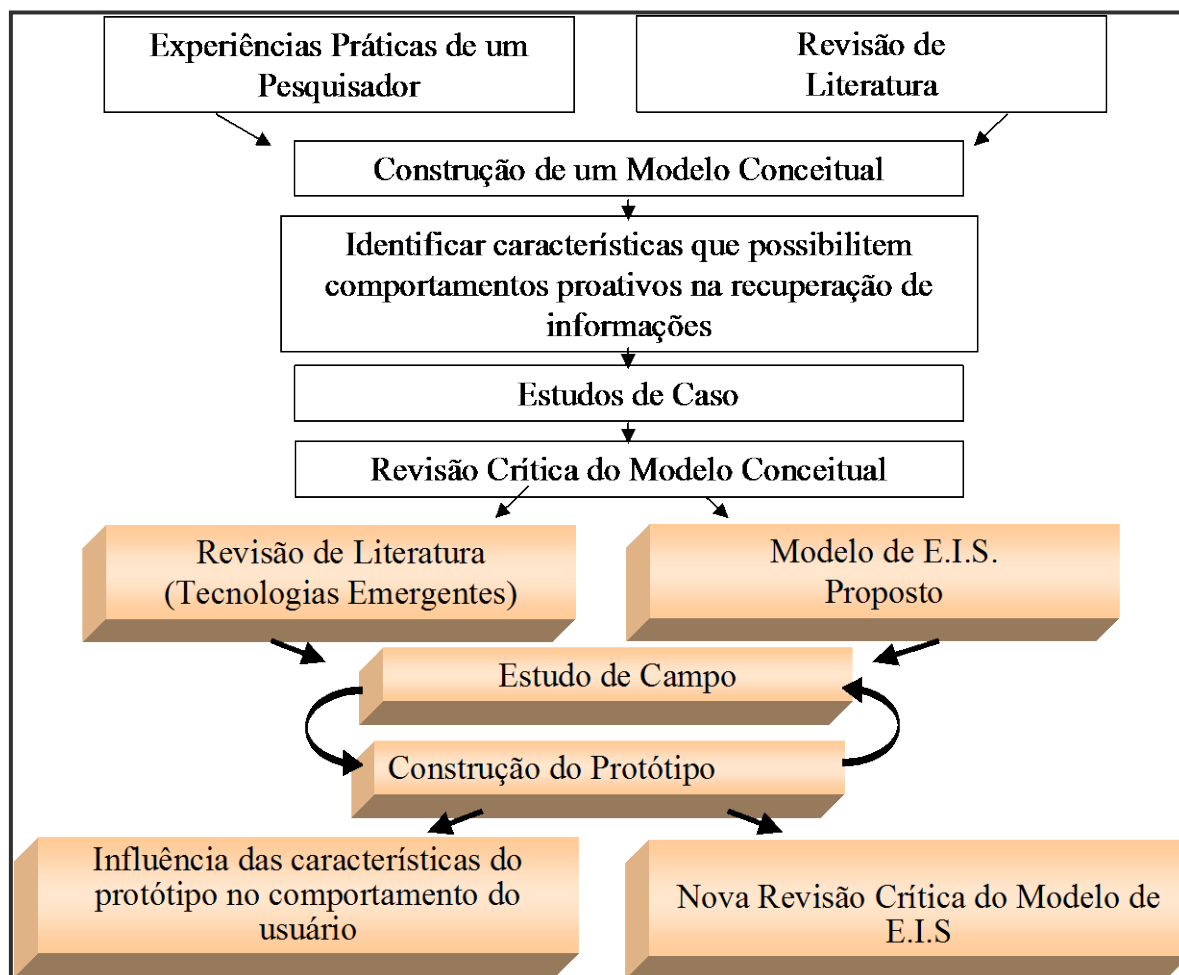 Experiências Práticas de um
Pesquisador
Revisão de
Literatura
Construção de um Modelo Conceitual
Identificar características que possibilitem
comportamentos proativos na recuperação de
informações
Estudos de Caso
Revisão Crítica do Modelo Conceitual
Revisão de Literatura
(Tecnologias Emergentes)
Modelo de E.I.S.
Proposto
Estudo de Campo
Construção do Protótipo
Influência das características do
protótipo no comportamento do
usuário
Nova Revisão Crítica do Modelo de
E.I.S